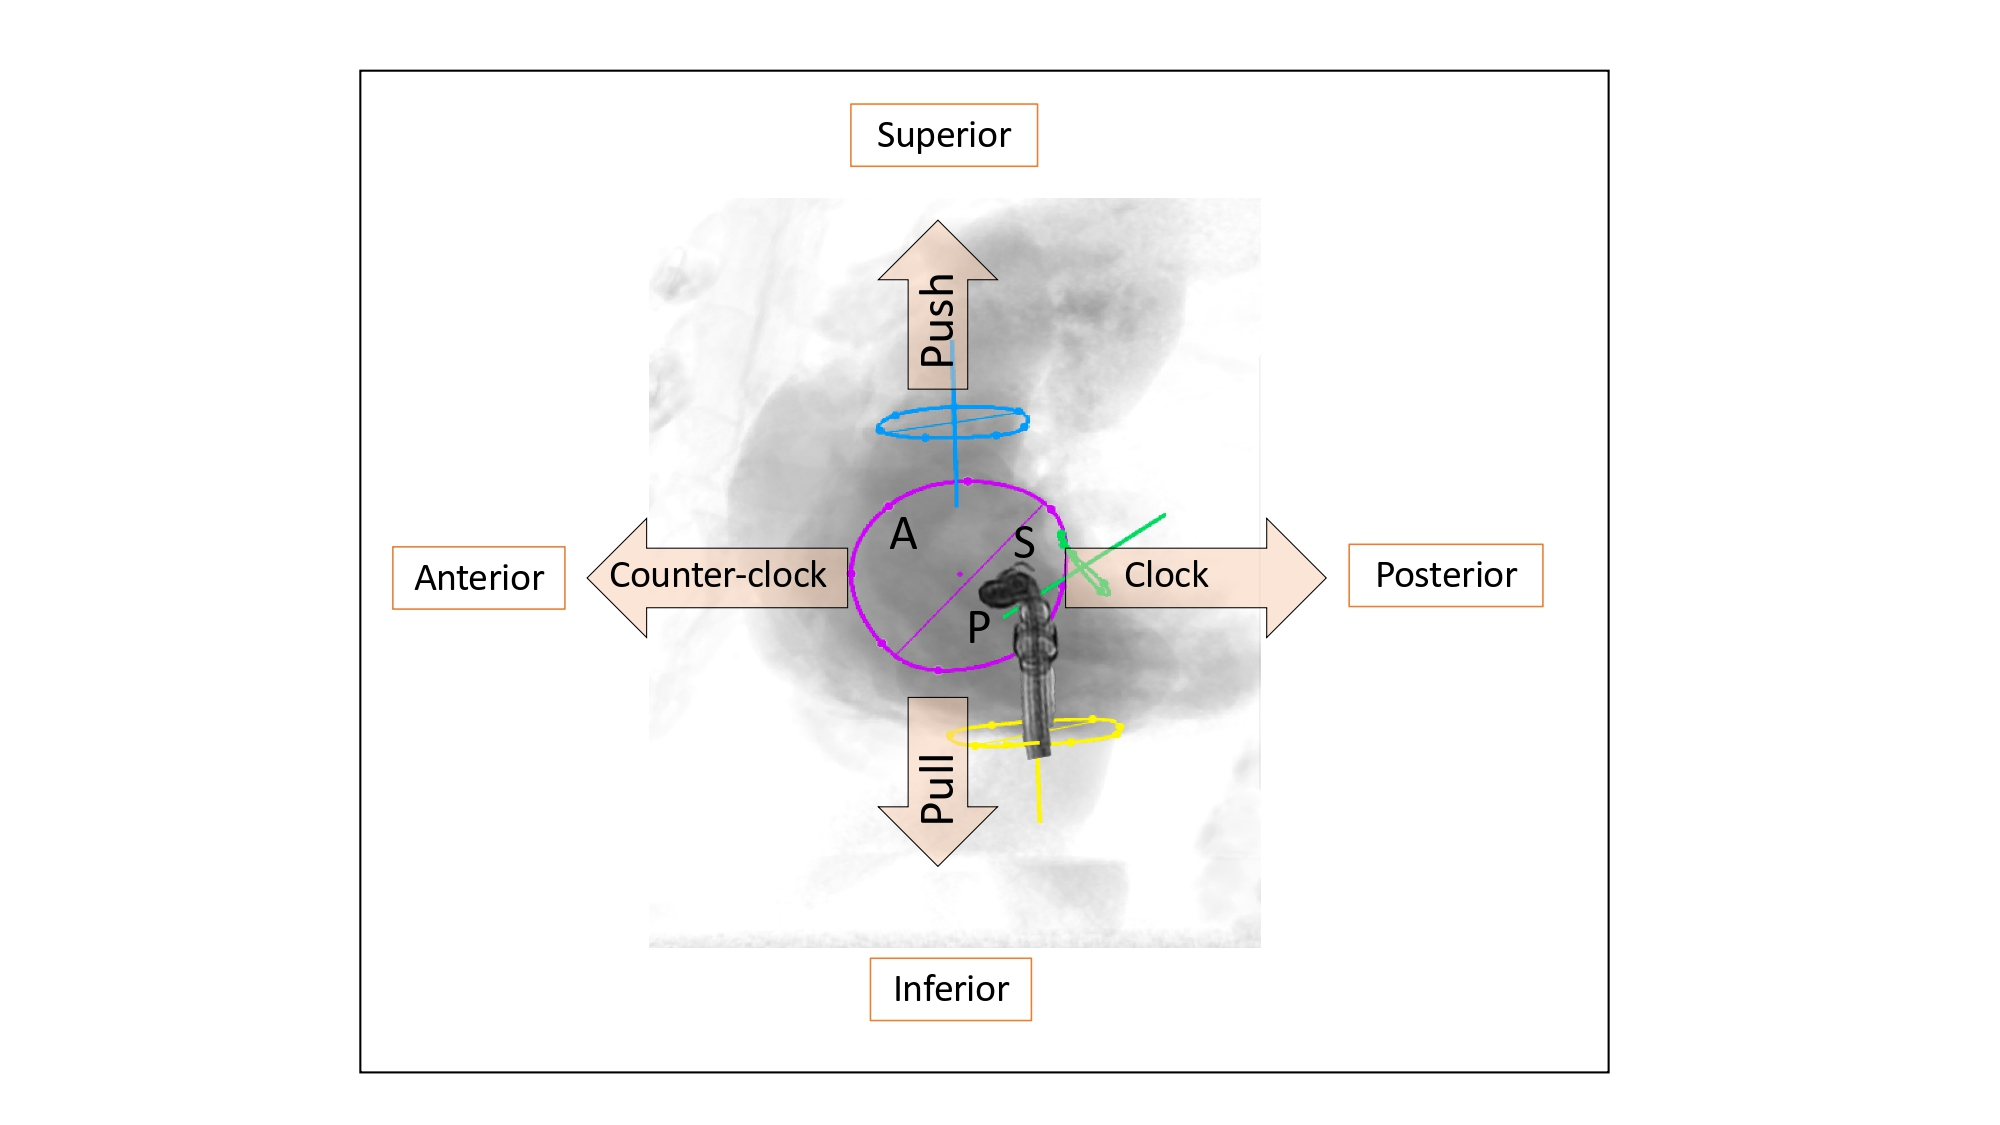 Superior
Push
A
S
Anterior
Counter-clock
Clock
Posterior
P
Pull
Inferior